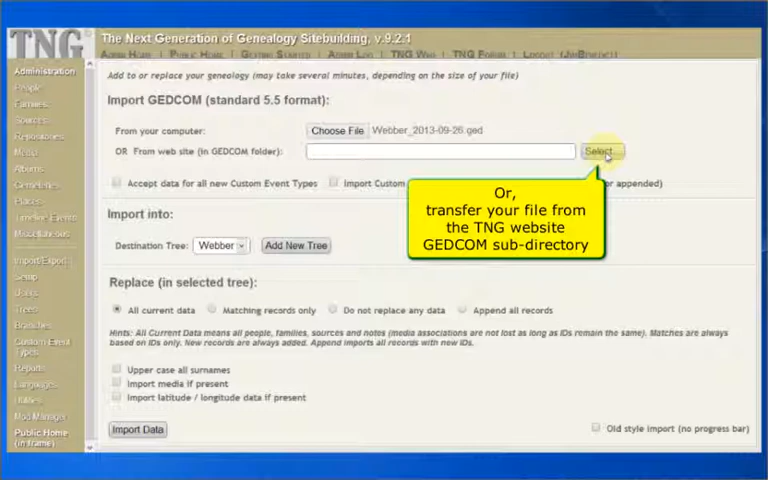 TNG
The Next Generation of Genealogy Sitebuilding, v.9.2.1
Admin Home | Public Home | Getting Started | Admin Log | TNG Wiki | TNG Forum | Logout (JimBenedict)
Administration
People
Families
Sources
Repositories
Media
Albums
Cemeteries
Places
Timeline Events
Miscellaneous
Import/Export
Setup
Users
Trees
Branches
Custom Event
Types
Reports
Languages
Utilities
Mod Manager
Public Home
(in frame)
Add to or replace your genealogy (may take several minutes, depending on the size of your file)
Import GEDCOM (standard 5.5 format):
From your computer: Choose File Webber_2013-09-26.ged
OR From web site (in GEDCOM folder): Select...
Accept data for all new Custom Event Types Import Custom or appended)
Or,
transfer your file from
the TNG website
GEDCOM sub-directory
Import into:
Destination Tree: Webber Add New Tree
Replace (in selected tree):
All current data Matching records only Do not replace any data Append all records
Hints: All Current Data means all people, families, sources and notes (media associations are not lost as long as IDs remain the same). Matches are always
based on IDs only. New records are always added. Append imports all records with new IDs.
Upper case all surnames
Import media if present
Import latitude / longitude data if present
Import Data
Old style import (no progress bar)